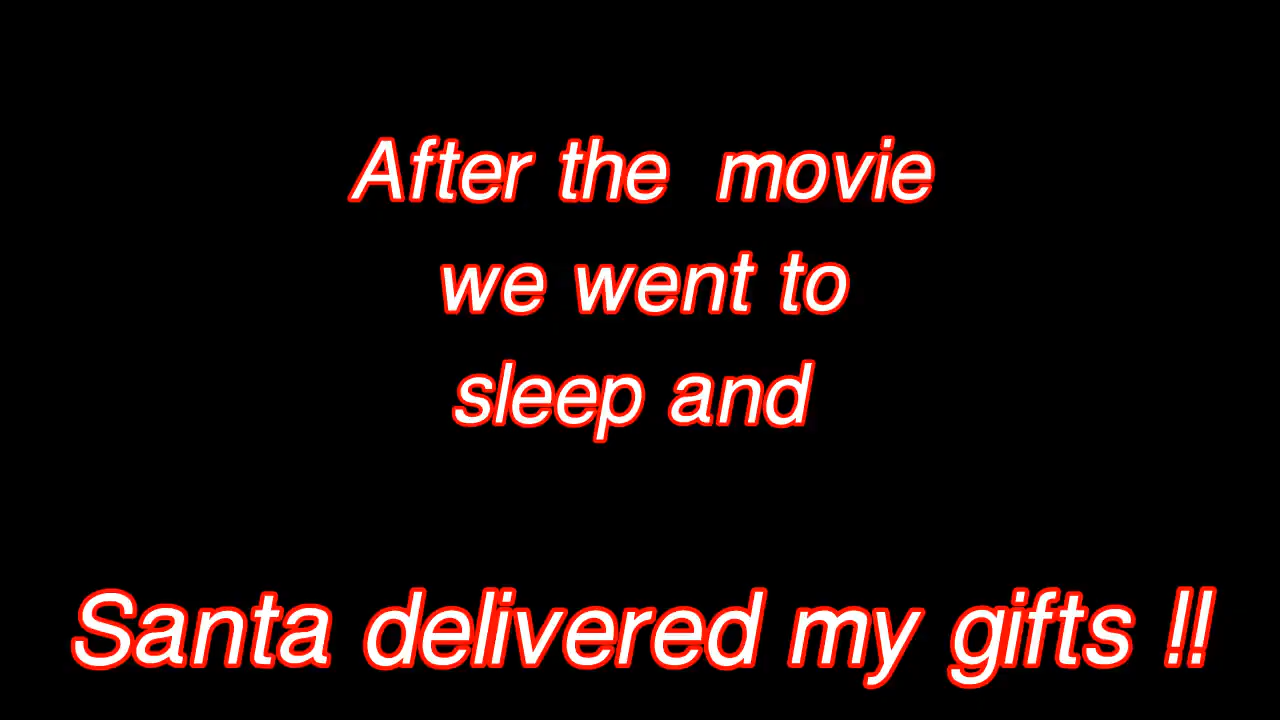 After the  movie
we went to
sleep and
Santa delivered my gifts !!